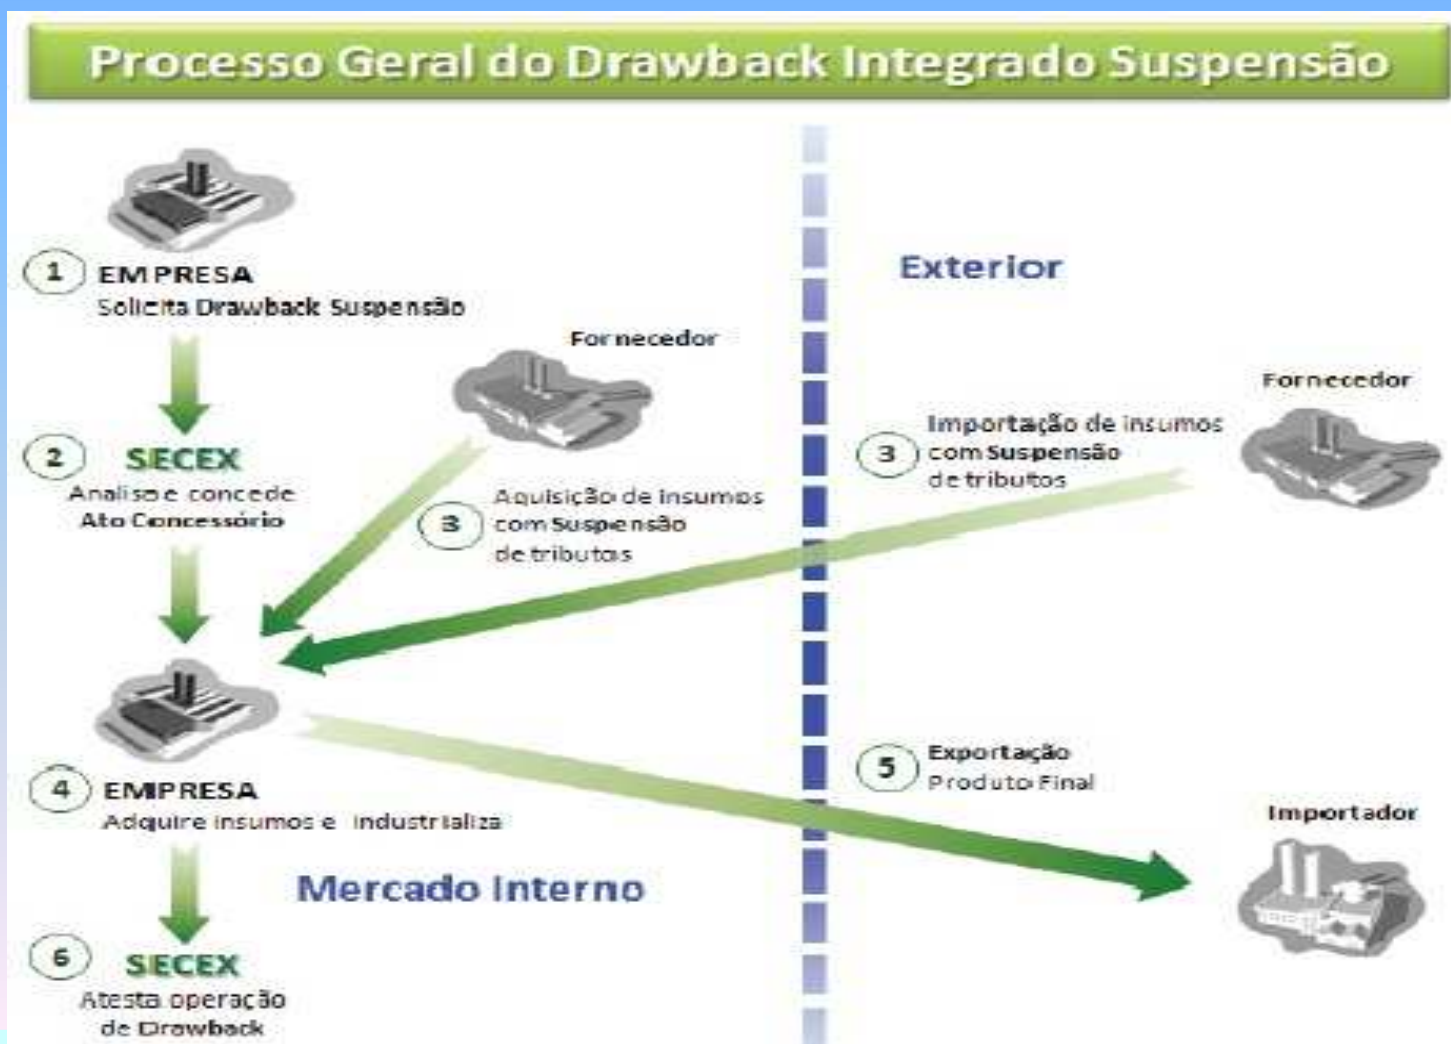 Processo Geral do Drawback Integrado Suspensão
1 EMPRESA
Solicita Drawback Suspensão
Exterior
Fornecedor
Fornecedor
2 SECEX
Analisa e concede
Ato Concessório
3 Aquisição de insumos
com Suspensão
de tributos
3 Importação de insumos
com Suspensão
de tributos
4 EMPRESA
Adquire insumos e Industrializa
5 Exportação
Produto Final
Importador
Mercado Interno
6 SECEX
Atesta operação
de Drawback